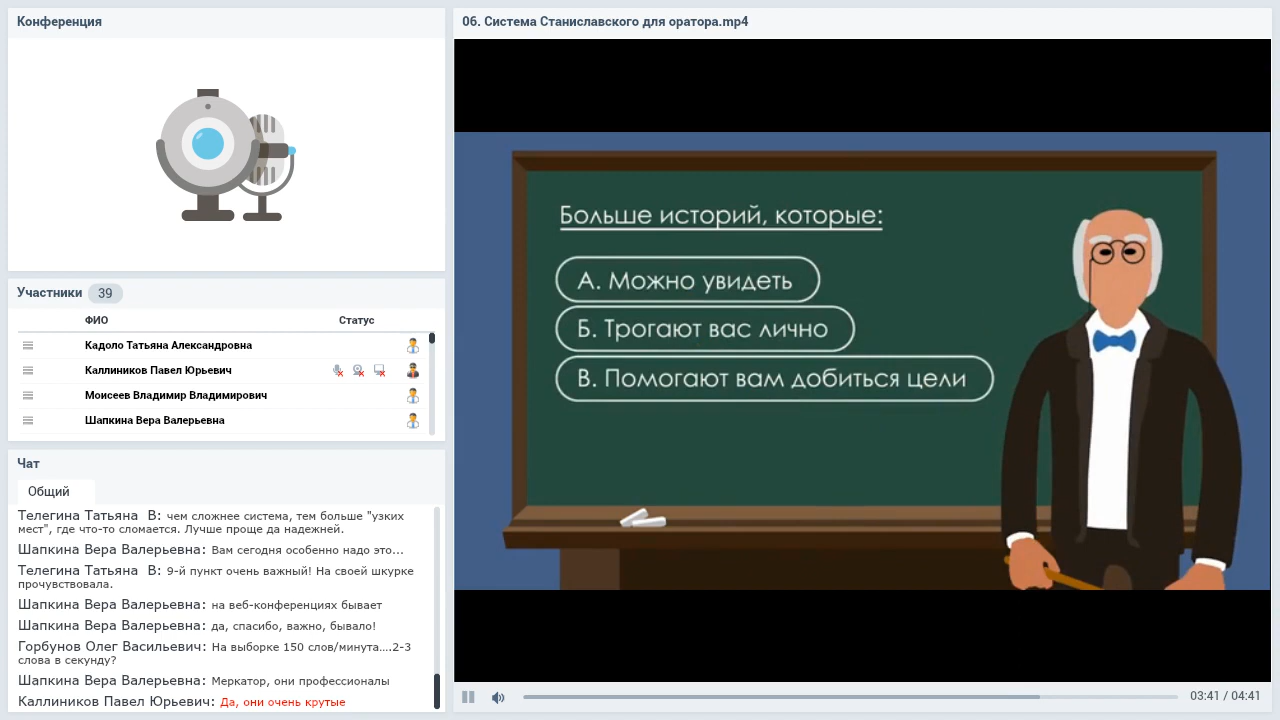 Конференция
06. Система Станиславского для оратора.mp4
Участники 39
ФИО Статус
Кадоло Татьяна Александровна
Каллиников Павел Юрьевич
Моисеев Владимир Владимирович
Шапкина Вера Валерьевна
Чат
Общий
Телегина Татьяна В: чем сложнее система, тем больше "узких
мест", где что-то сломается. Лучше проще да надежней.
Шапкина Вера Валерьевна: Вам сегодня особенно надо это...
Телегина Татьяна В: 9-й пункт очень важный! На своей шкурке
прочувствовала.
Шапкина Вера Валерьевна: на веб-конференциях бывает
Шапкина Вера Валерьевна: да, спасибо, важно, бывало!
Горбунов Олег Васильевич: На выборке 150 слов/минута....2-3
слова в секунду?
Шапкина Вера Валерьевна: Меркатор, они профессионалы
Каллиников Павел Юрьевич: Да, они очень крутые
Больше историй, которые:
А. Можно увидеть
Б. Трогают вас лично
В. Помогают вам добиться цели
03:41 / 04:41